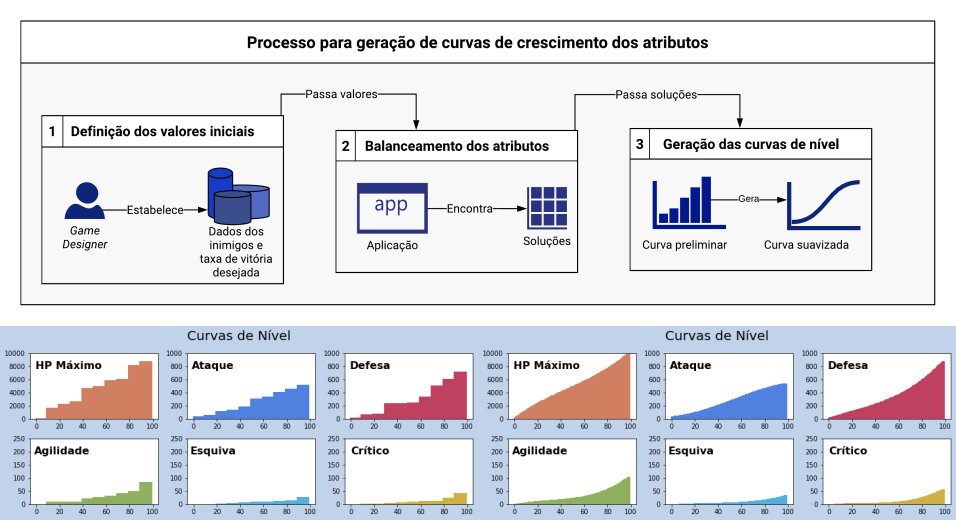 Processo para geração de curvas de crescimento dos atributos
Passa valores
Passa soluções
1 Definição dos valores iniciais
Estabelece
Game
Designer
Dados dos
inimigos e
taxa de vitória
desejada
2 Balanceamento dos atributos
app
Encontra
Aplicação
Soluções
3 Geração das curvas de nível
Gera
Curva preliminar
Curva suavizada
Curvas de Nível
HP Máximo
10000
8000
6000
4000
2000
0
0 20 40 60 80 100
Ataque
1000
800
600
400
200
0
0 20 40 60 80 100
Defesa
1000
800
600
400
200
0
0 20 40 60 80 100
Agilidade
250
200
150
100
50
0
0 20 40 60 80 100
Esquiva
250
200
150
100
50
0
0 20 40 60 80 100
Crítico
250
200
150
100
50
0
0 20 40 60 80 100
Curvas de Nível
HP Máximo
10000
8000
6000
4000
2000
0
0 20 40 60 80 100
Ataque
1000
800
600
400
200
0
0 20 40 60 80 100
Defesa
1000
800
600
400
200
0
0 20 40 60 80 100
Agilidade
250
200
150
100
50
0
0 20 40 60 80 100
Esquiva
250
200
150
100
50
0
0 20 40 60 80 100
Crítico
250
200
150
100
50
0
0 20 40 60 80 100